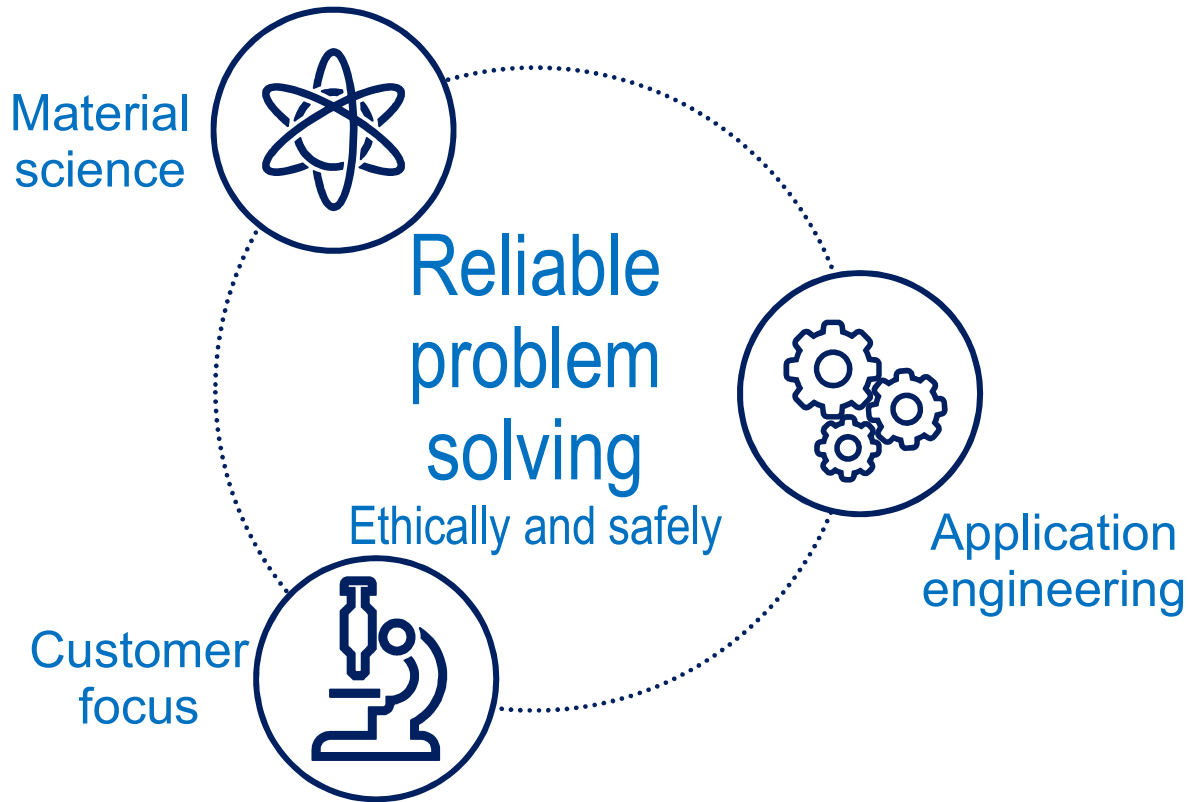 Material
science
Reliable
problem
solving
Ethically and safely
Application
engineering
Customer
focus